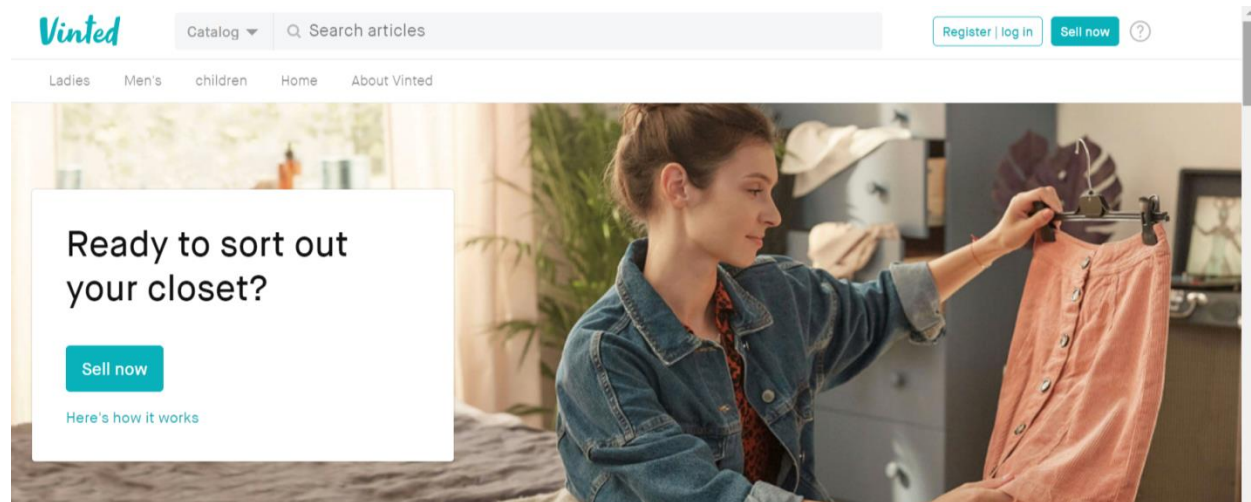 Vinted
Catalog
Search articles
Register | log in
Sell now
?
Ladies
Men's
children
Home
About Vinted
Ready to sort out
your closet?
Sell now
Here's how it works